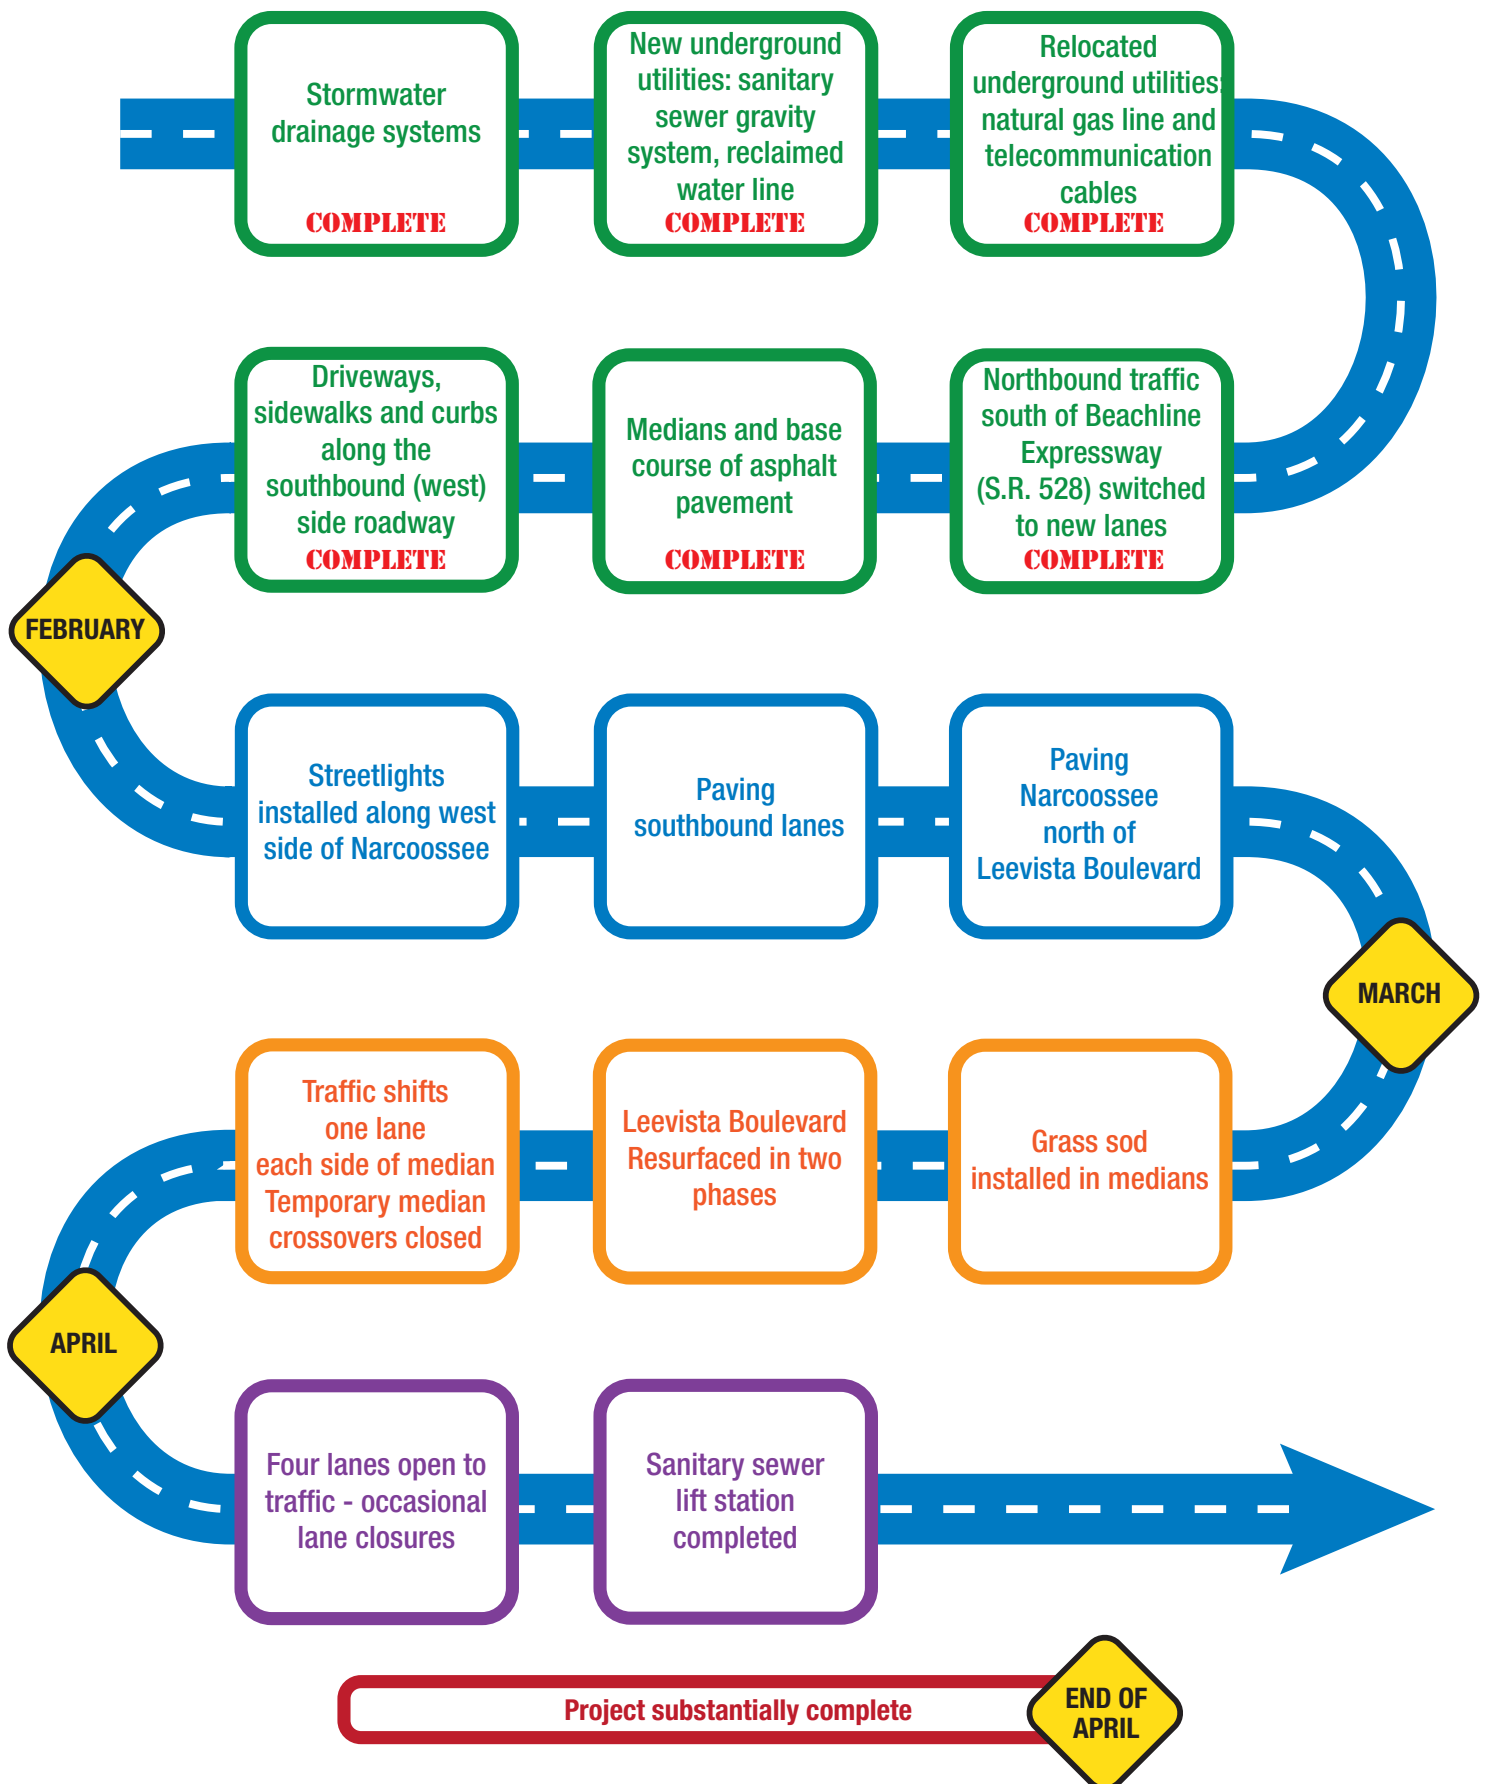 Stormwater
drainage systems
COMPLETE
New underground
utilities: sanitary
sewer gravity
system, reclaimed
water line
COMPLETE
Relocated
underground utilities:
natural gas line and
telecommunication
cables
COMPLETE
Northbound traffic
south of Beachline
Expressway
(S.R. 528) switched
to new lanes
COMPLETE
Medians and base
course of asphalt
pavement
COMPLETE
Driveways,
sidewalks and curbs
along the
southbound (west)
side roadway
COMPLETE
FEBRUARY
Streetlights
installed along west
side of Narcoossee
Paving
southbound lanes
Paving
Narcoossee
north of
Leevista Boulevard
MARCH
Grass sod
installed in medians
Leevista Boulevard
Resurfaced in two
phases
Traffic shifts
one lane
each side of median
Temporary median
crossovers closed
APRIL
Four lanes open to
traffic - occasional
lane closures
Sanitary sewer
lift station
completed
Project substantially complete
END OF
APRIL